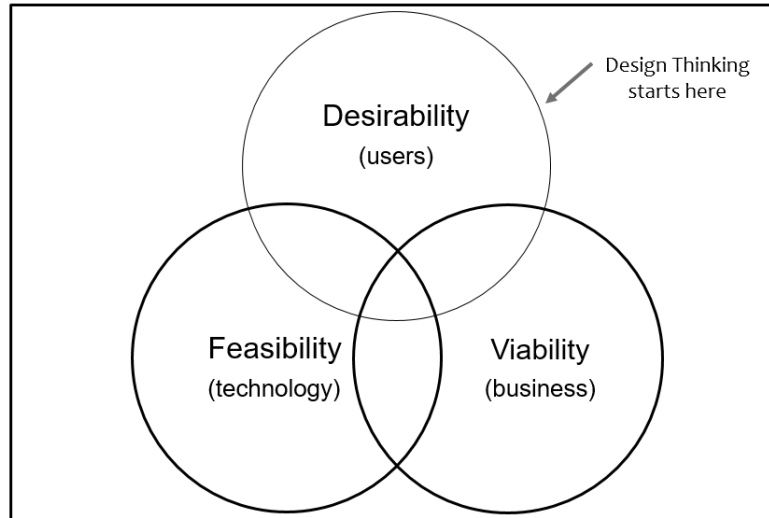 Design Thinking
starts here
Desirability
(users)
Feasibility
(technology)
Viability
(business)